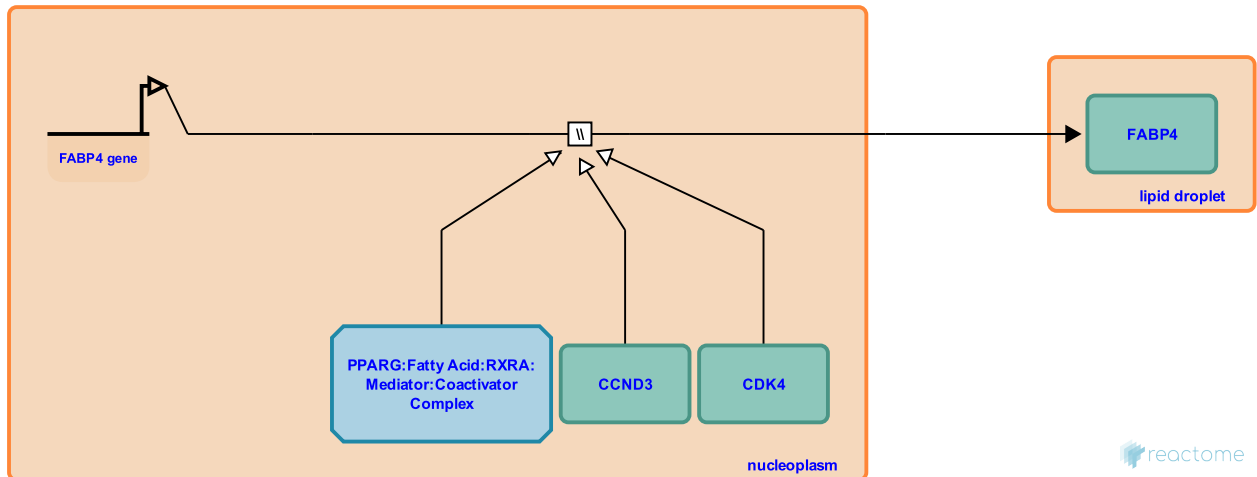 FABP4 gene
\\
FABP4
lipid droplet
PPARG:Fatty Acid:RXRA:
Mediator:Coactivator
Complex
CCND3
CDK4
nucleoplasm
reactome